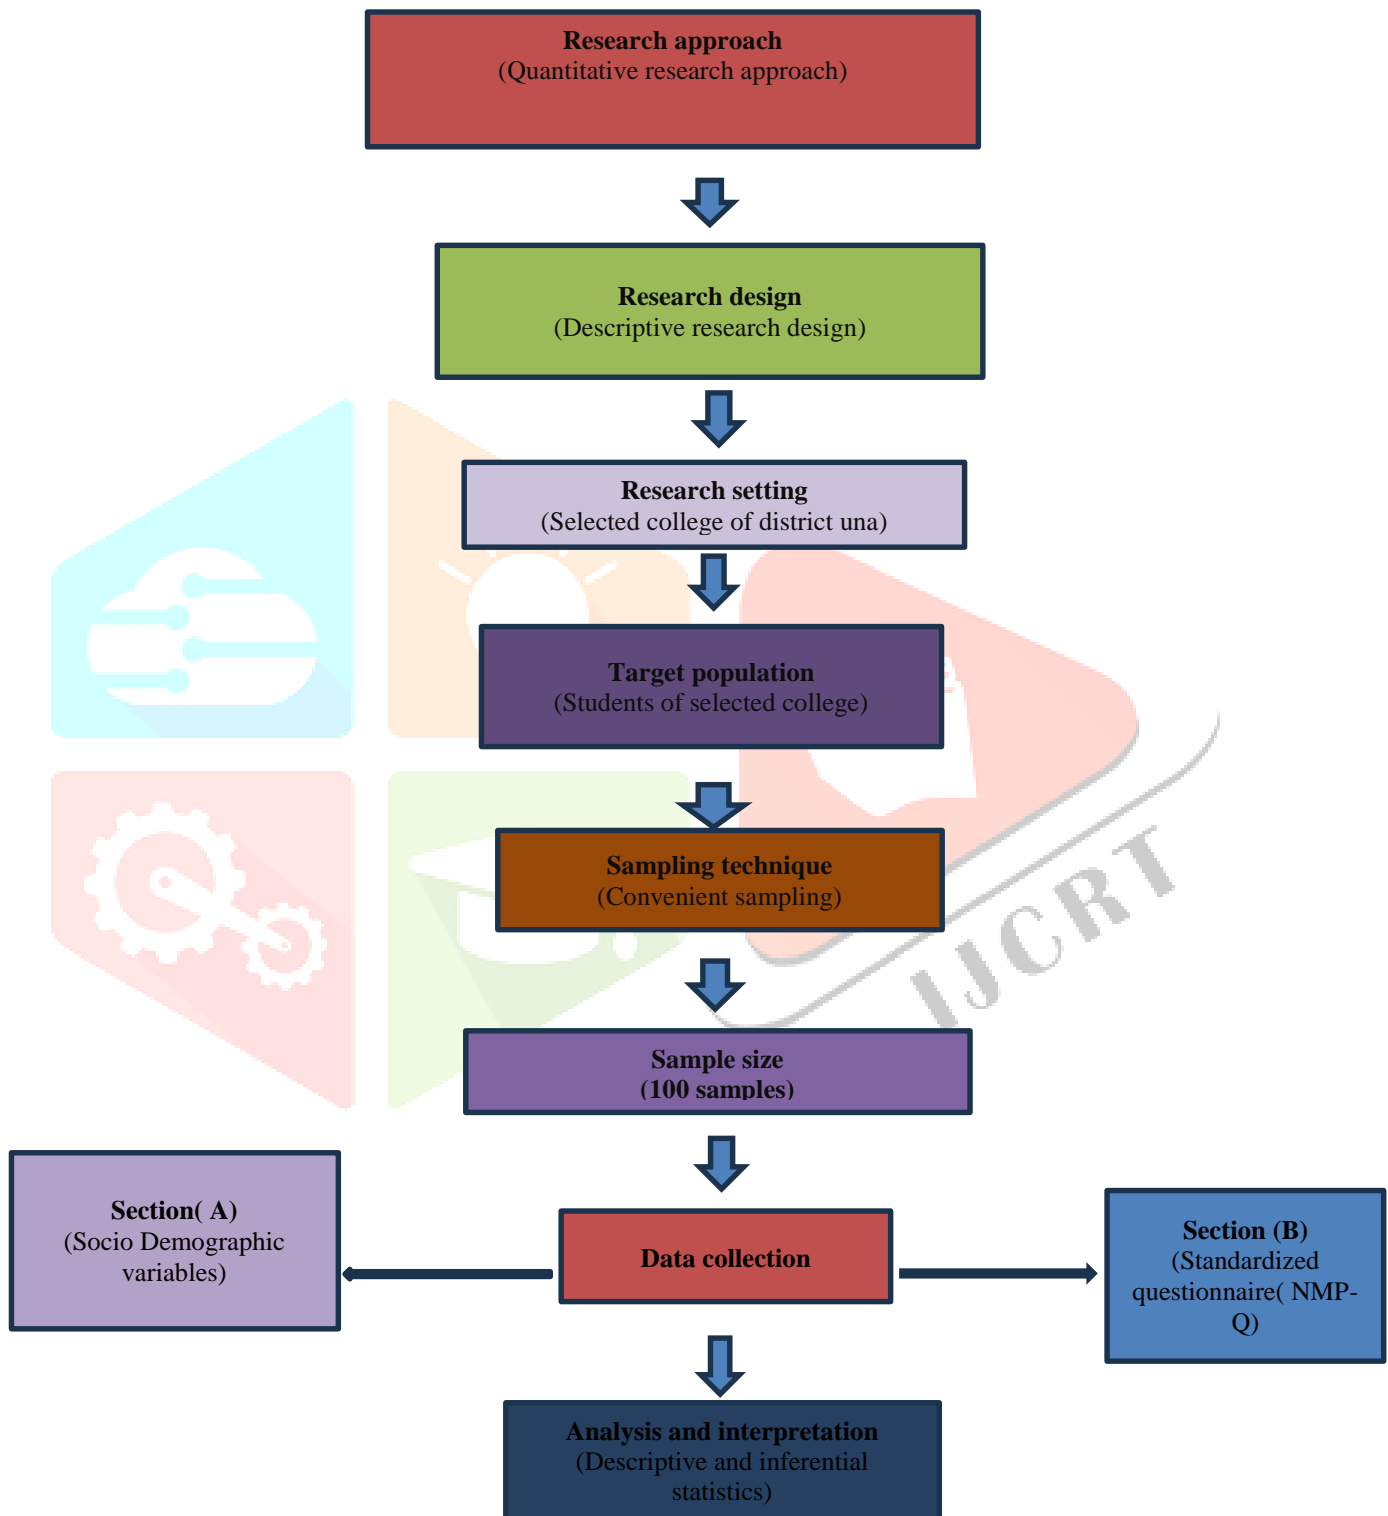 Research approach
(Quantitative research approach)
Research design
(Descriptive research design)
Research setting
(Selected college of district una)
Target population
(Students of selected college)
Sampling technique
(Convenient sampling)
IJCRT
Sample size
(100 samples)
Section( A)
(Socio Demographic
variables)
Data collection
Section (B)
(Standardized
questionnaire( NMP-
Q)
Analysis and interpretation
(Descriptive and inferential
statistics)